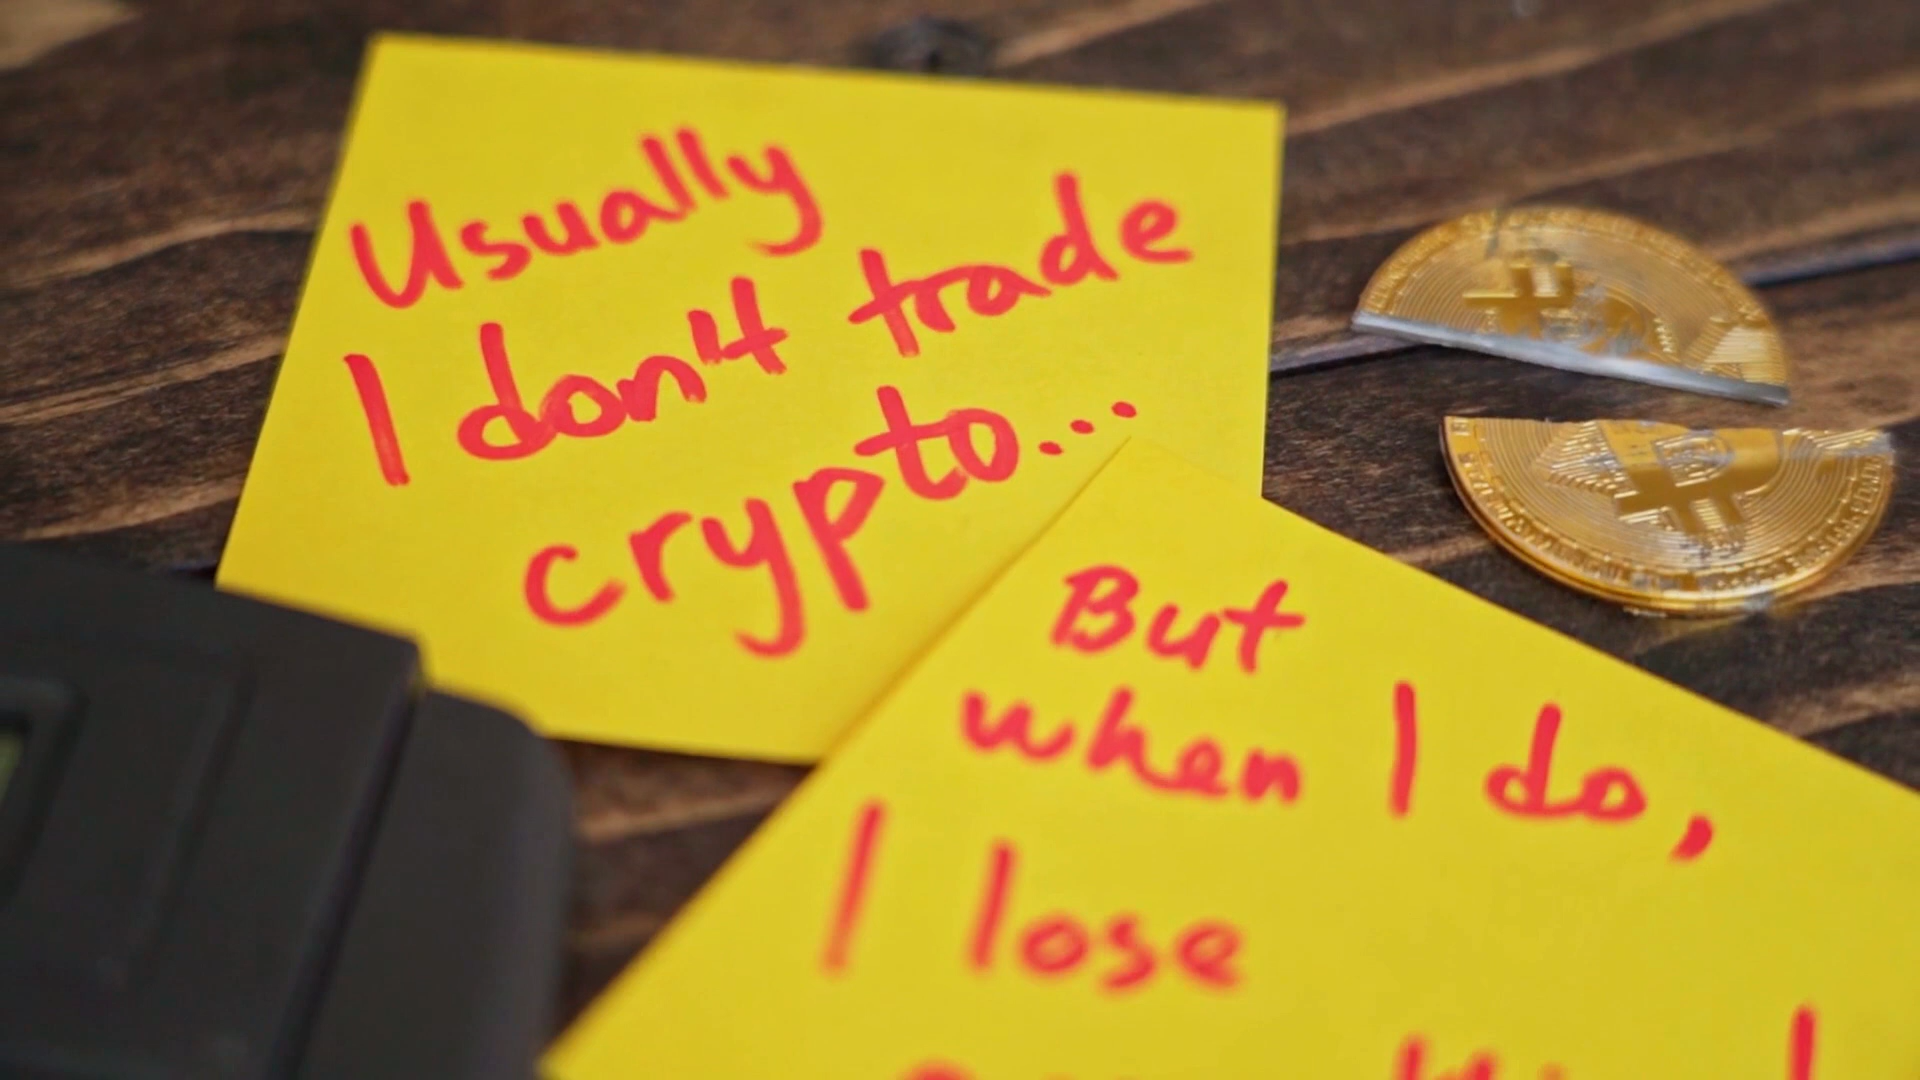 Usually
I don't trade
crypto...
But
when I do,
I lose